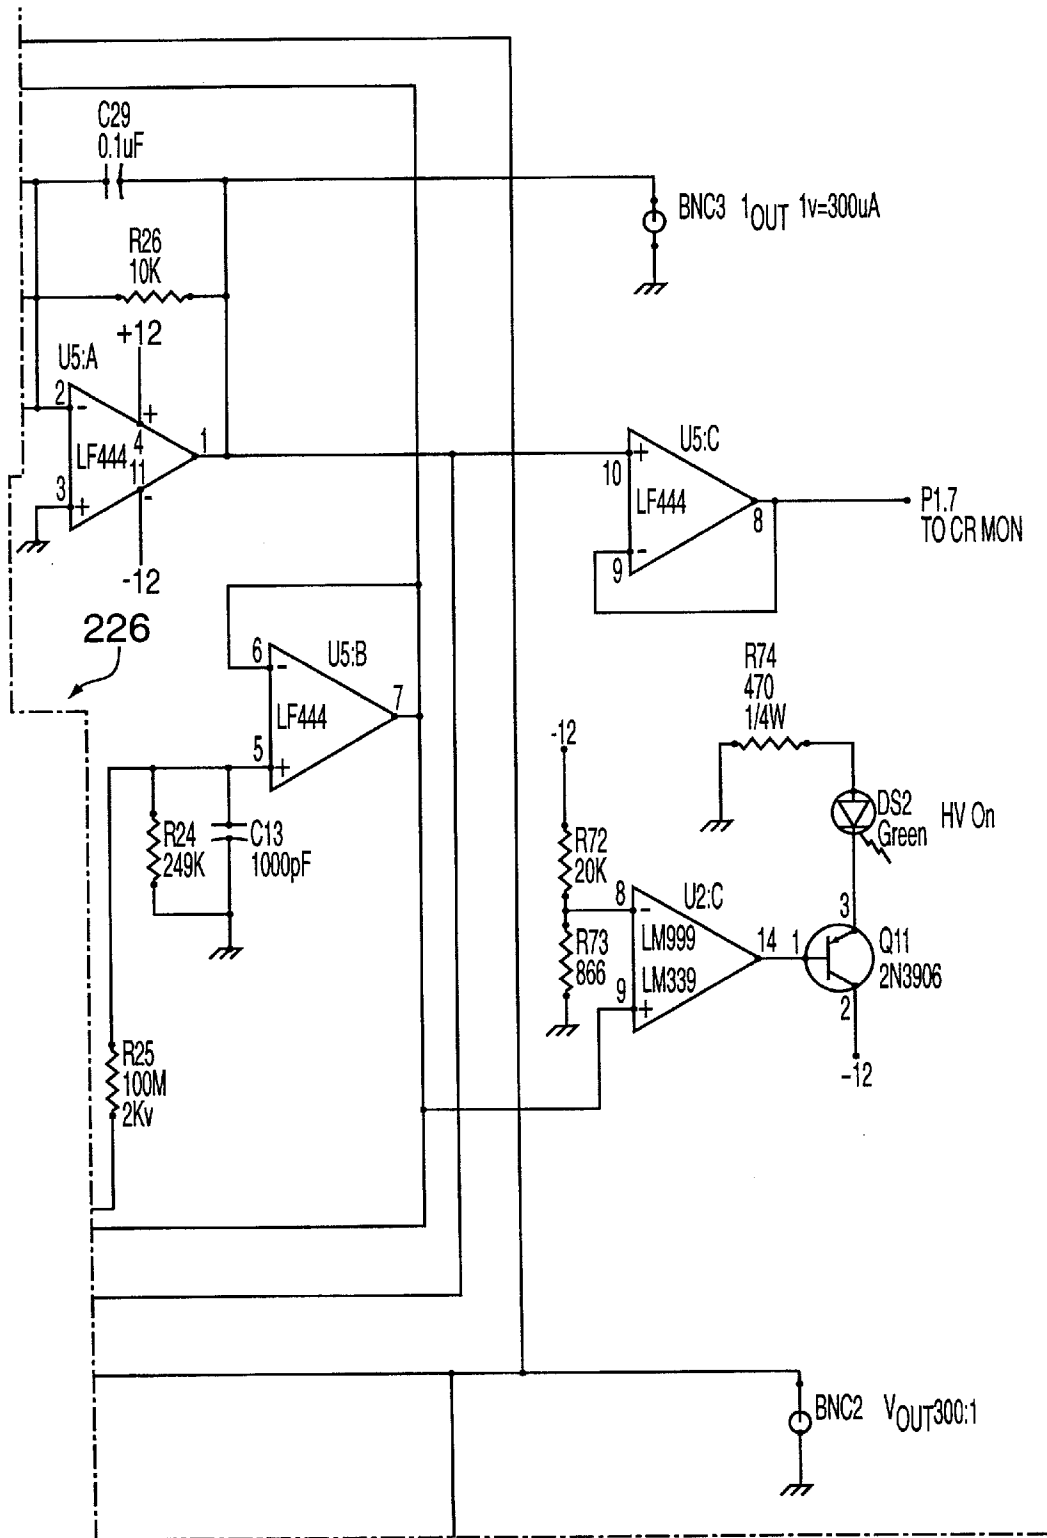 C29
0.1uF
BNC3 1OUT 1v=300uA
R26
10K
+12
U5:A
2 -
+
4
1
LF444
11
-
3 +
-12
U5:C
10 +
LF444
8
9 -
P1.7
TO CR MON
226
6 -
U5:B
7
LF444
5 +
R24
249K
C13
1000pF
R74
470
1/4W
-12
DS2
Green
HV On
R72
20K
U2:C
8 -
LM999
14
1
3
Q11
2N3906
R73
866
LM339
9 +
2
-12
R25
100M
2Kv
BNC2 VOUT300:1